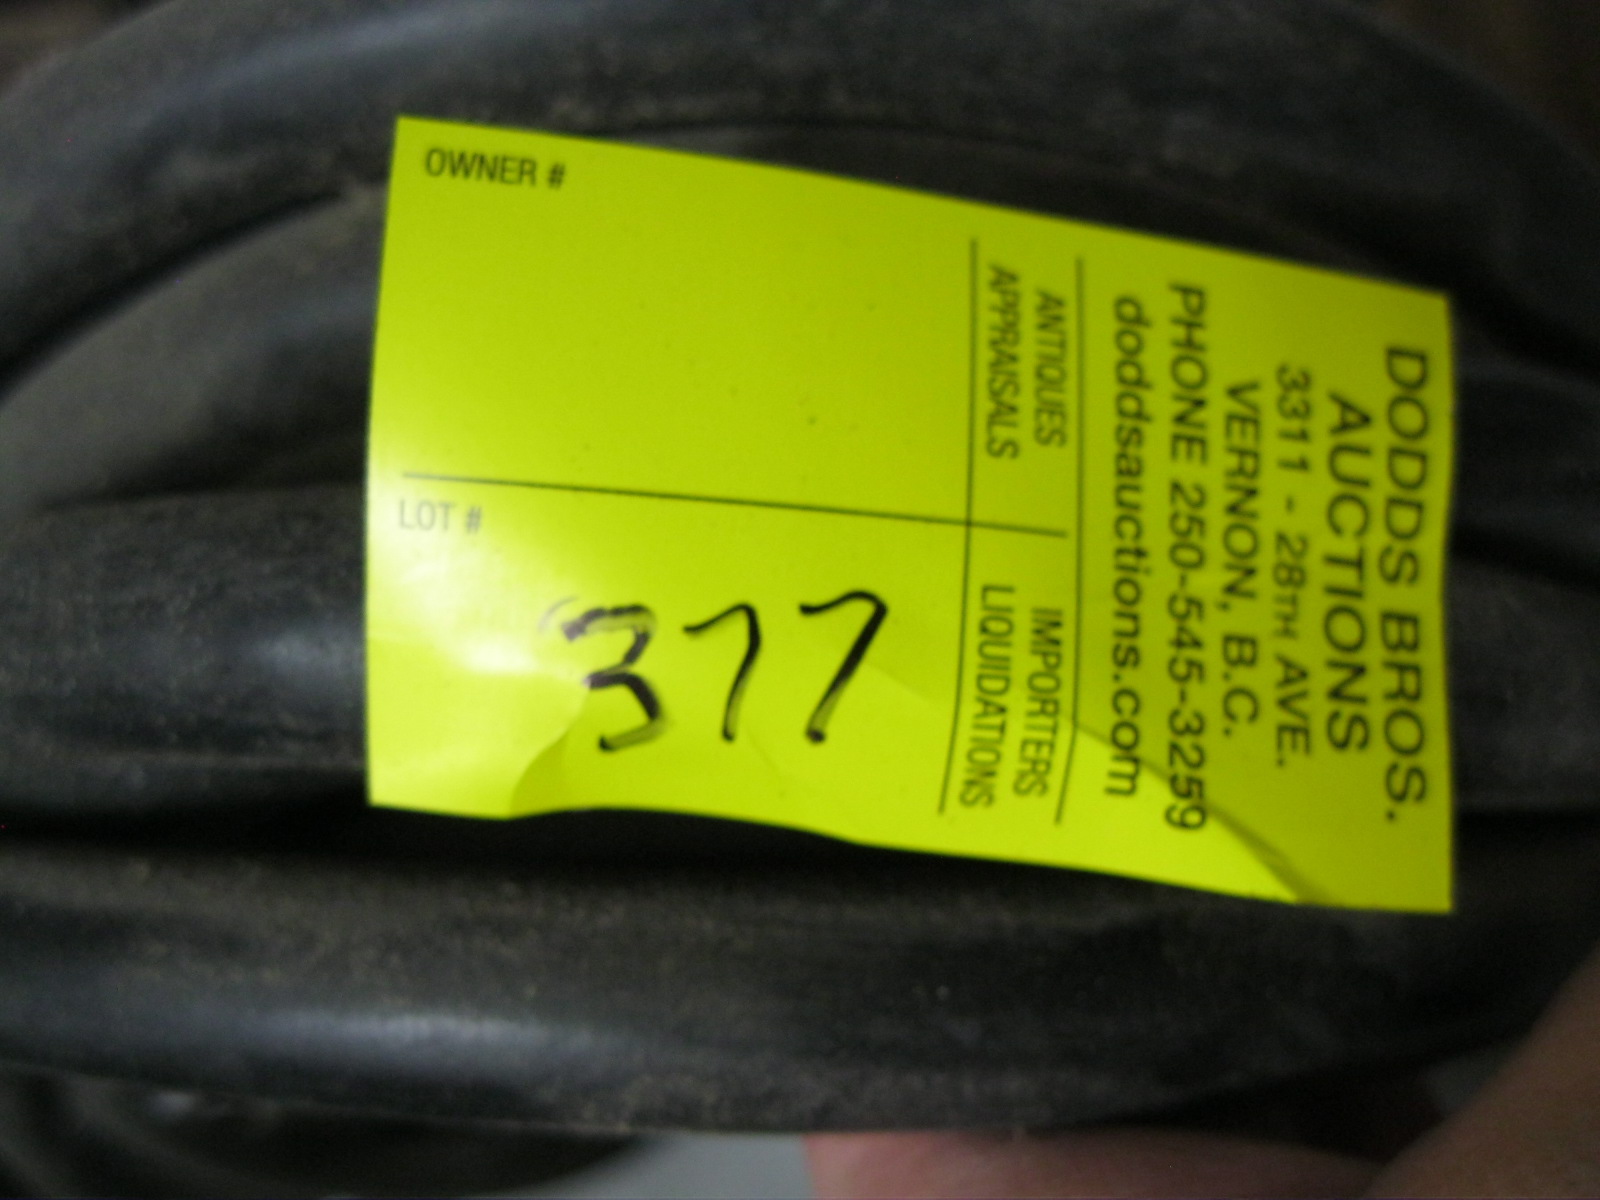 DODDS BROS.
AUCTIONS
3311 - 28TH AVE.
VERNON, B.C.
PHONE 250-545-3259
doddsauctions.com
ANTIQUES
APPRAISALS
IMPORTERS
LIQUIDATIONS
OWNER #
LOT #
377